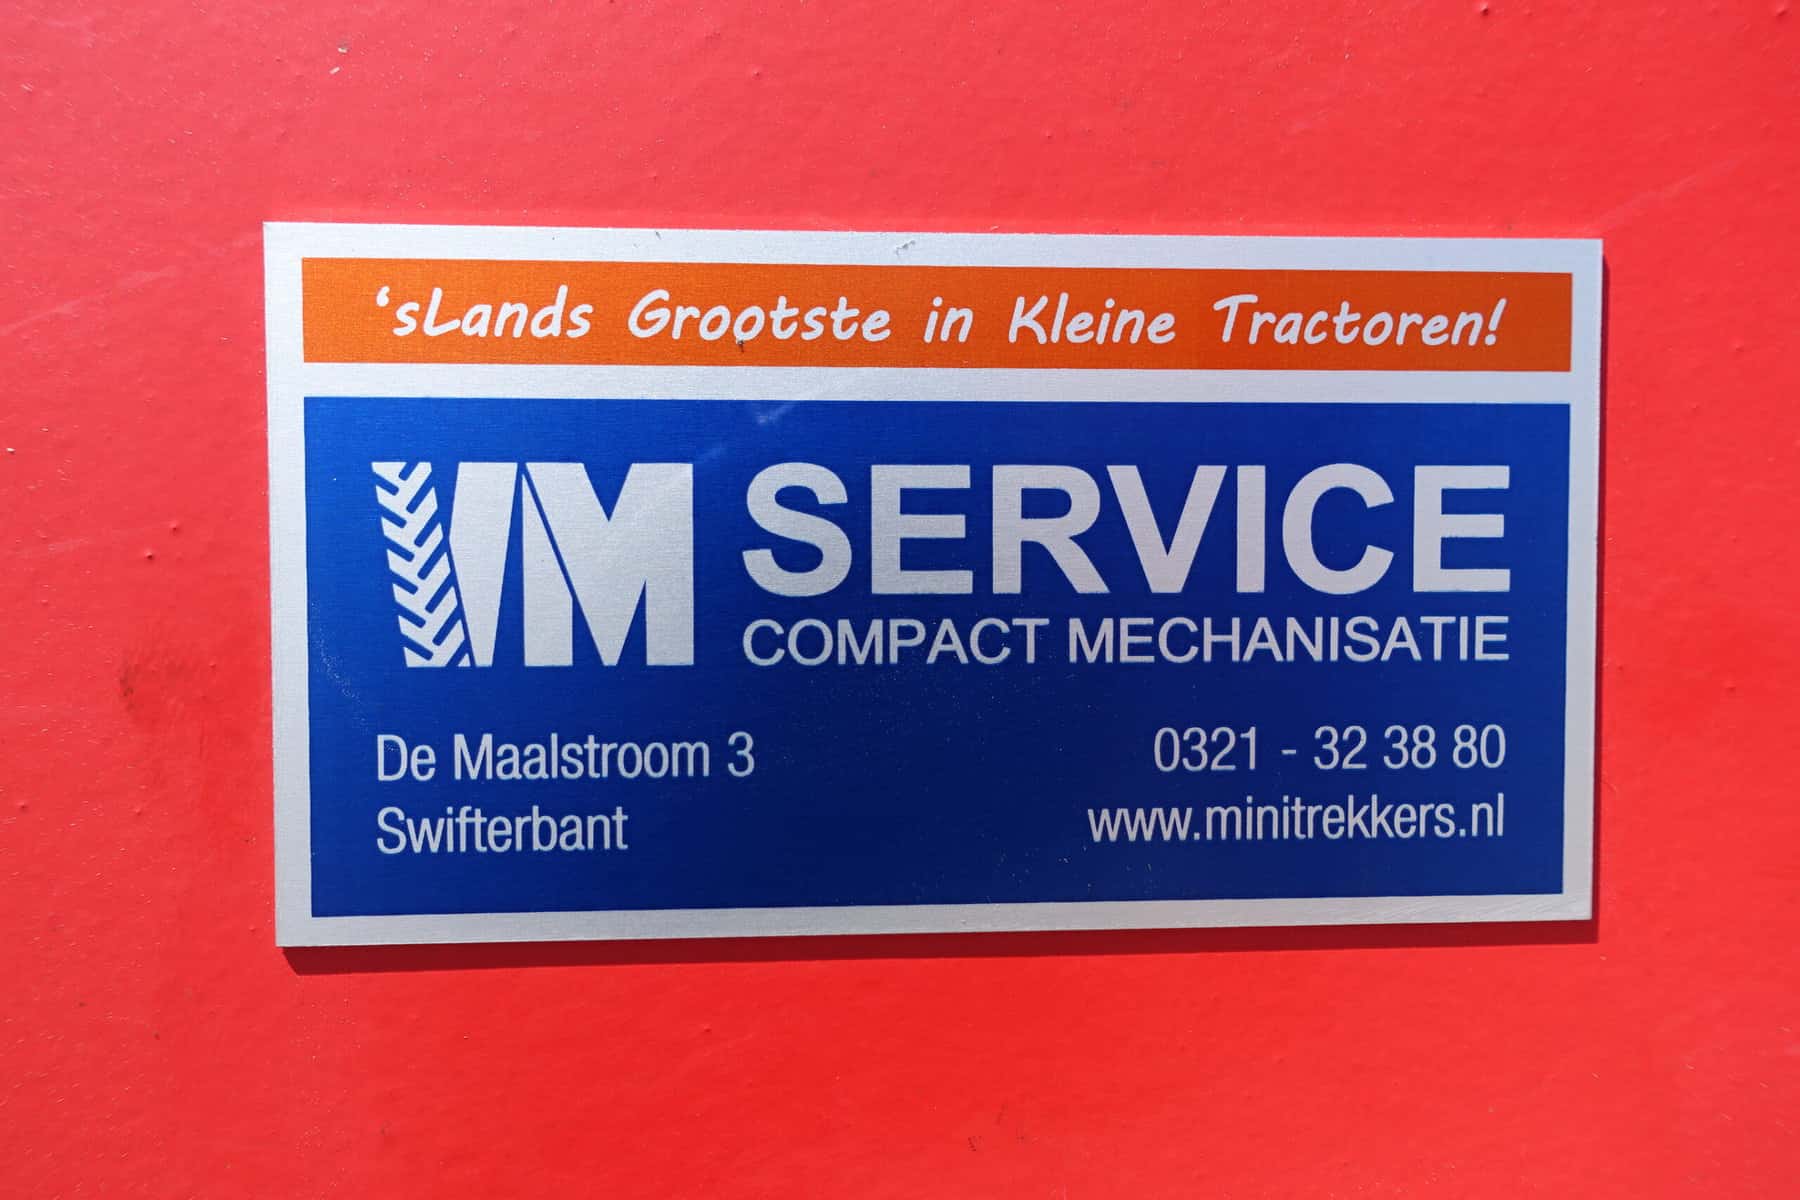 ‘sLands Grootste in Kleine Tractoren!
VM SERVICE
COMPACT MECHANISATIE
De Maalstroom 3
Swifterbant
0321 - 32 38 80
www.minitrekkers.nl